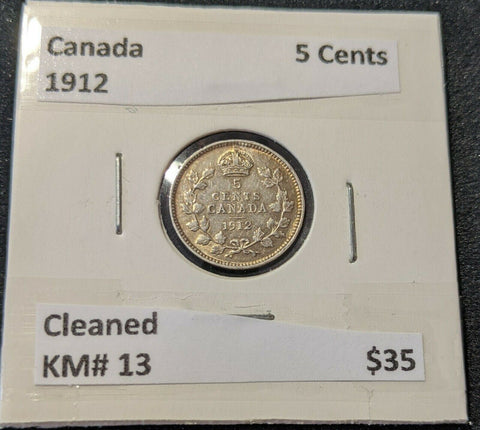 Canada 5 Cents
1912
5
CENTS
CANADA
1912
Cleaned
KM# 13 $35